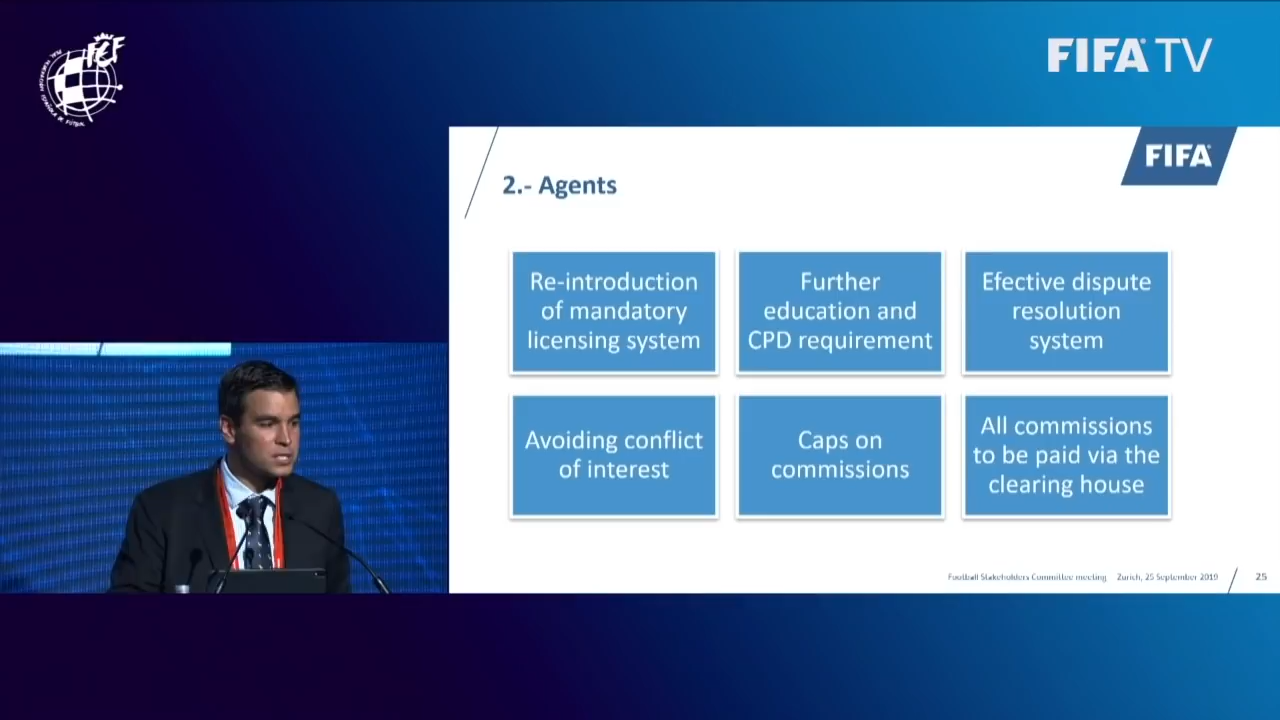 FIFA TV
FIFA
2.- Agents
Re-introduction
of mandatory
licensing system
Further
education and
CPD requirement
Efective dispute
resolution
system
Avoiding conflict
of interest
Caps on
commissions
All commissions
to be paid via the
clearing house
Football Stakeholders Committee meeting Zurich, 25 September 2019 25